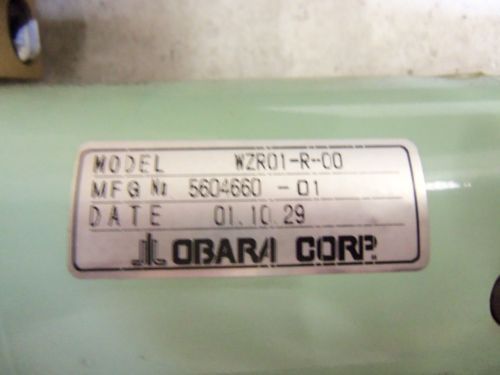 MODEL WZR01-R-00
MFG № 5604660 -01
DATE 01.10.29
OBARA CORP.